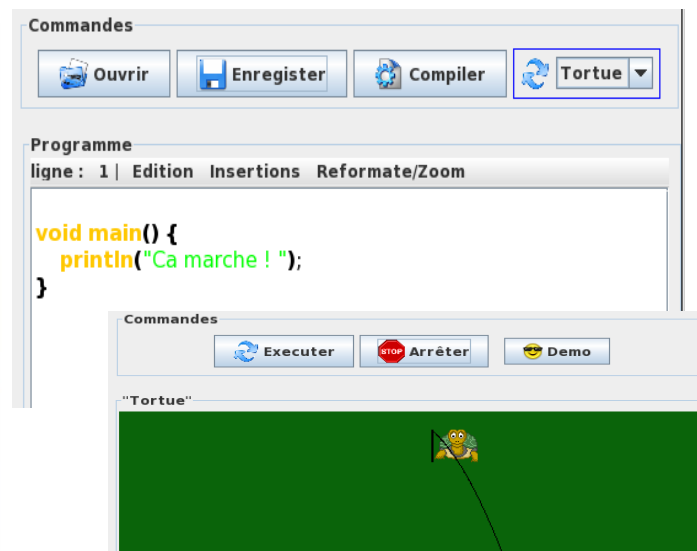 Commandes
Ouvrir Enregister Compiler Tortue
Programme
ligne : 1 | Edition Insertions Reformate/Zoom
void main() {
println("Ca marche ! ");
}
Commandes
Executer STOP Arrêter Demo
"Tortue"